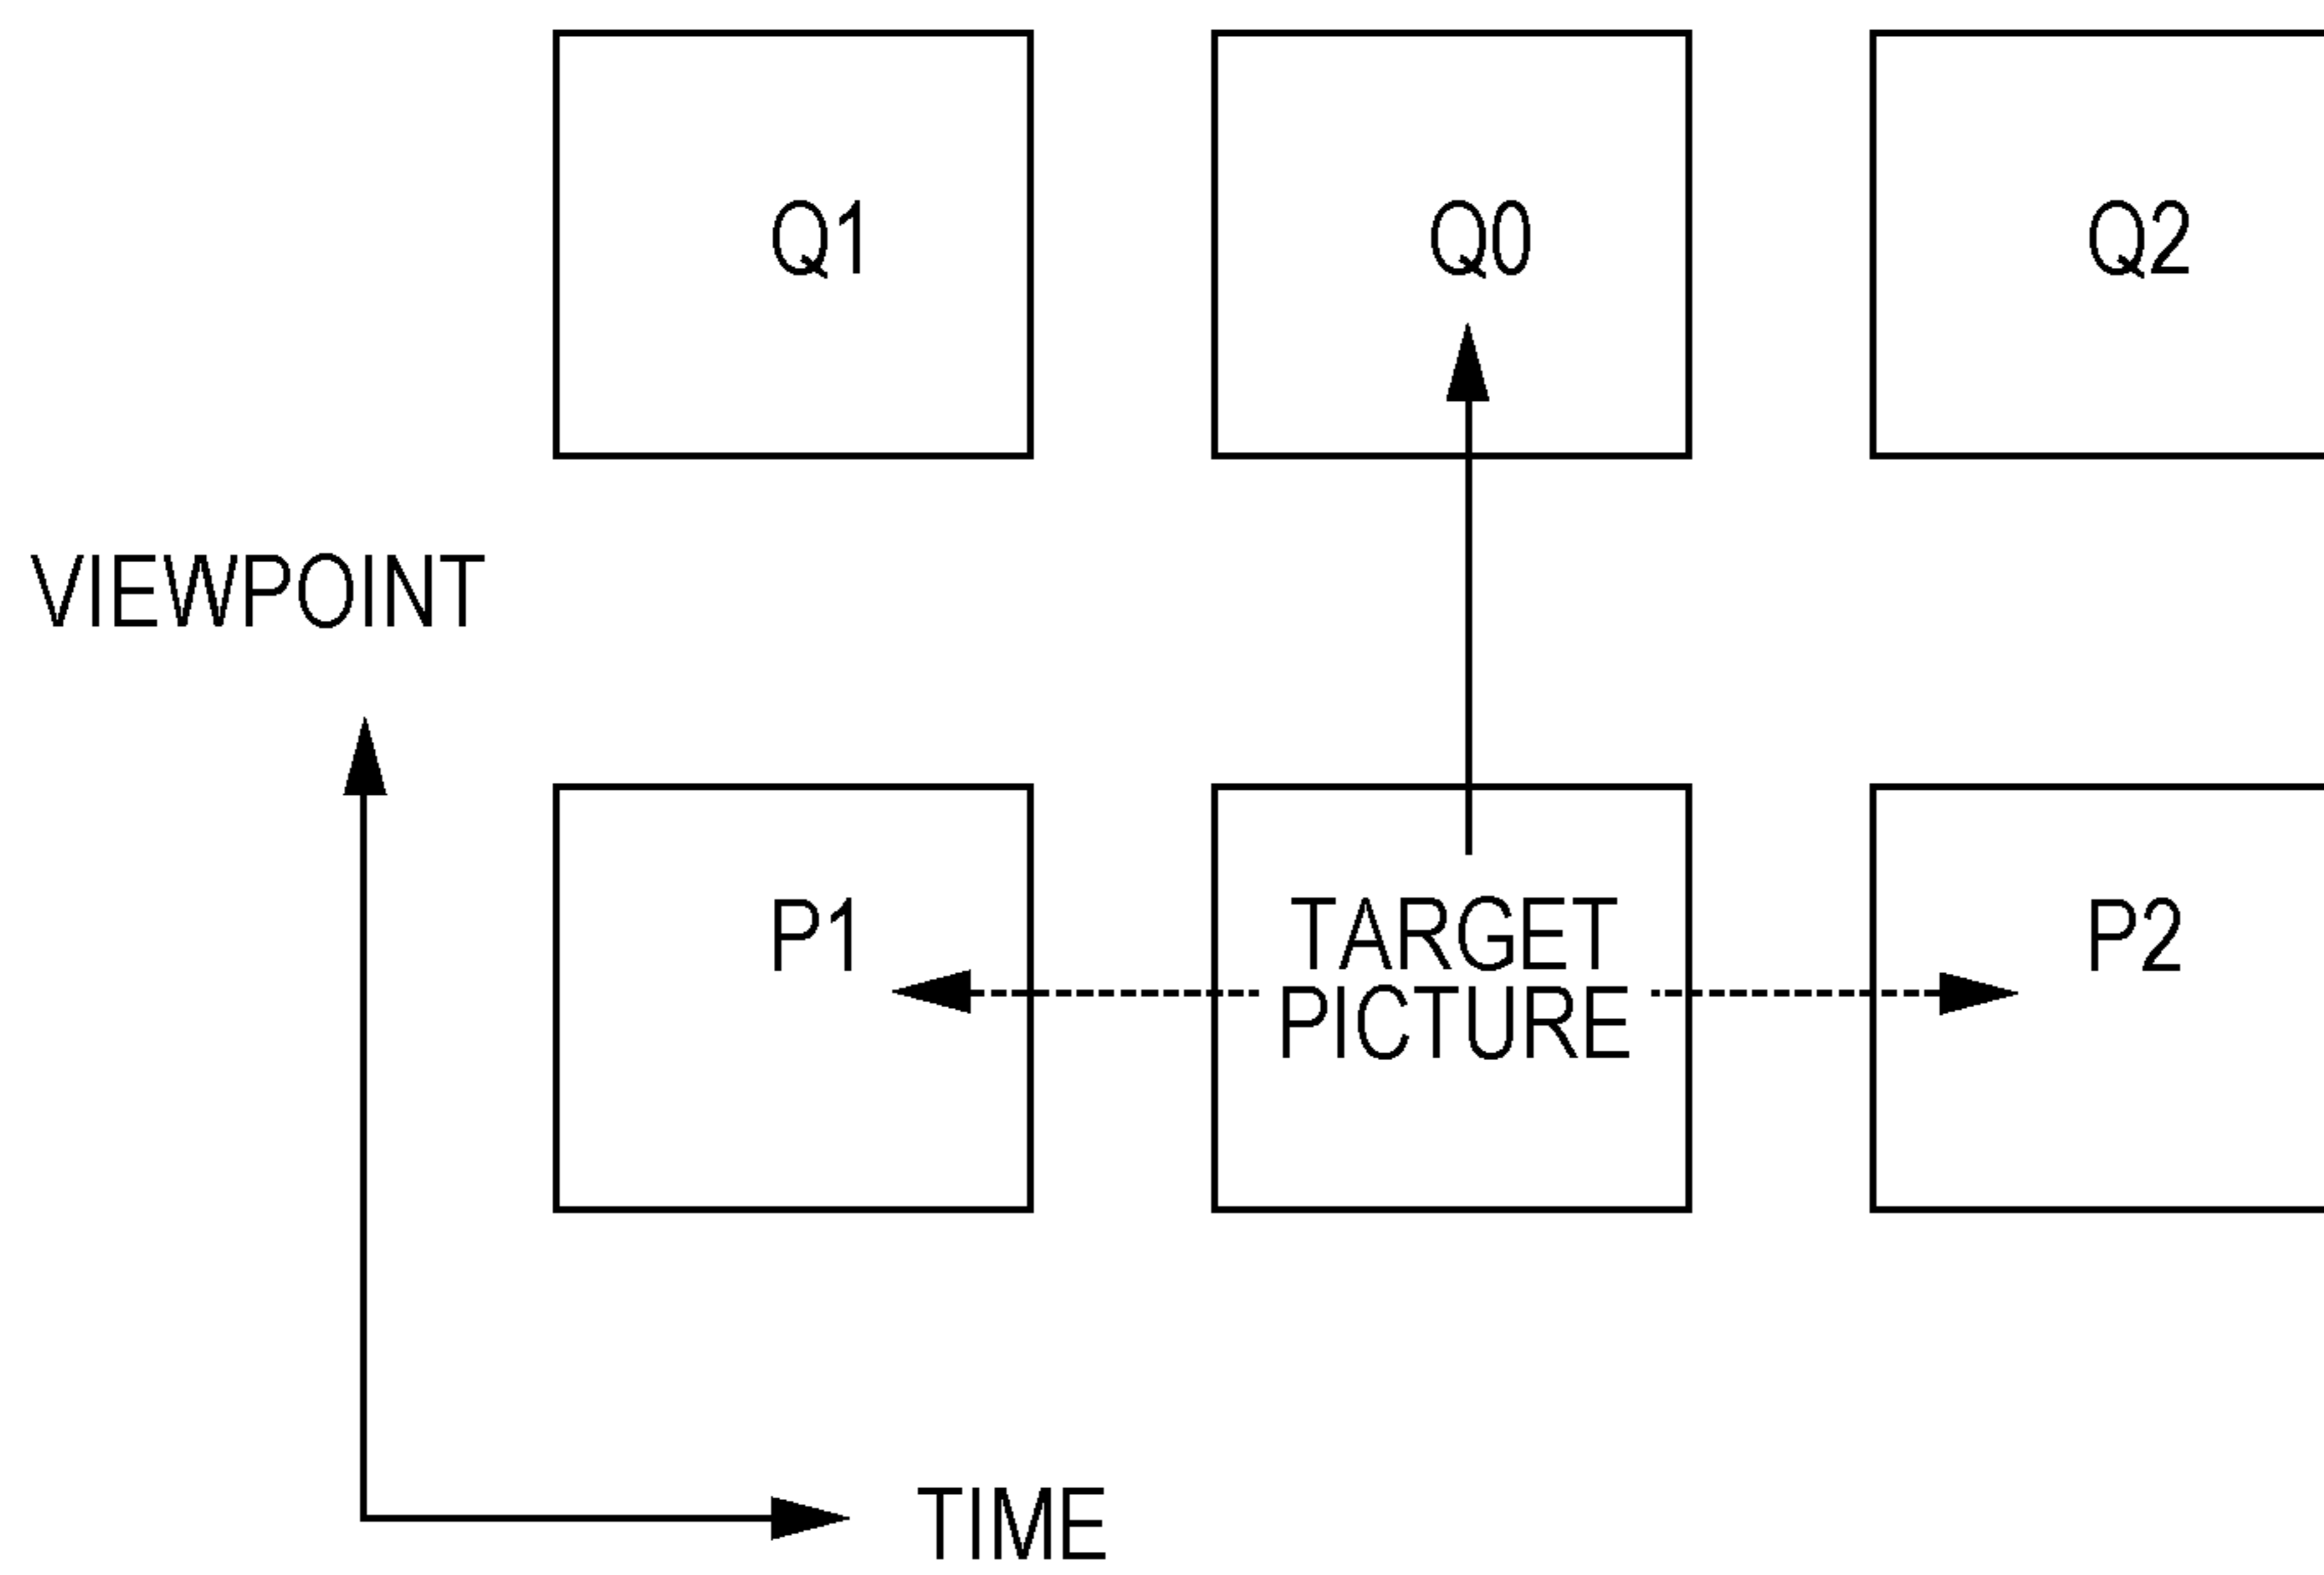 Q1
Q0
Q2
VIEWPOINT
P1
TARGET
PICTURE
P2
TIME